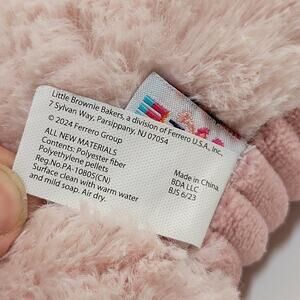 Little Brownie Bakers, a division of Ferrero U.S.A., Inc.
7 Sylvan Way, Parsippany, NJ 07054
© 2024 Ferrero Group
ALL NEW MATERIALS
Contents: Polyester fiber
Polyethylene pellets
Reg.No.PA-10805(CN)
Surface clean with warm water
and mild soap. Air dry.
Made in China.
BDA LLC
BJS 6/23